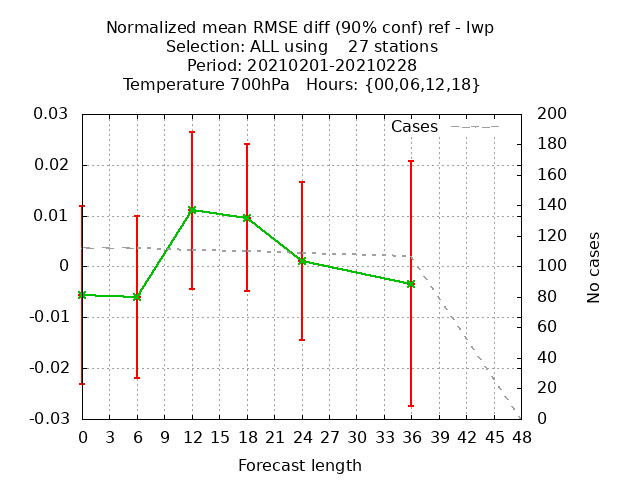 Normalized mean RMSE diff (90% conf) ref - lwp
Selection: ALL using    27 stations
Period: 20210201-20210228
Temperature 700hPa   Hours: {00,06,12,18}
0.03
0.02
0.01
0
-0.01
-0.02
-0.03
Cases
200
180
160
140
120
100
80
60
40
20
0
No cases
0 3 6 9 12 15 18 21 24 27 30 33 36 39 42 45 48
Forecast length